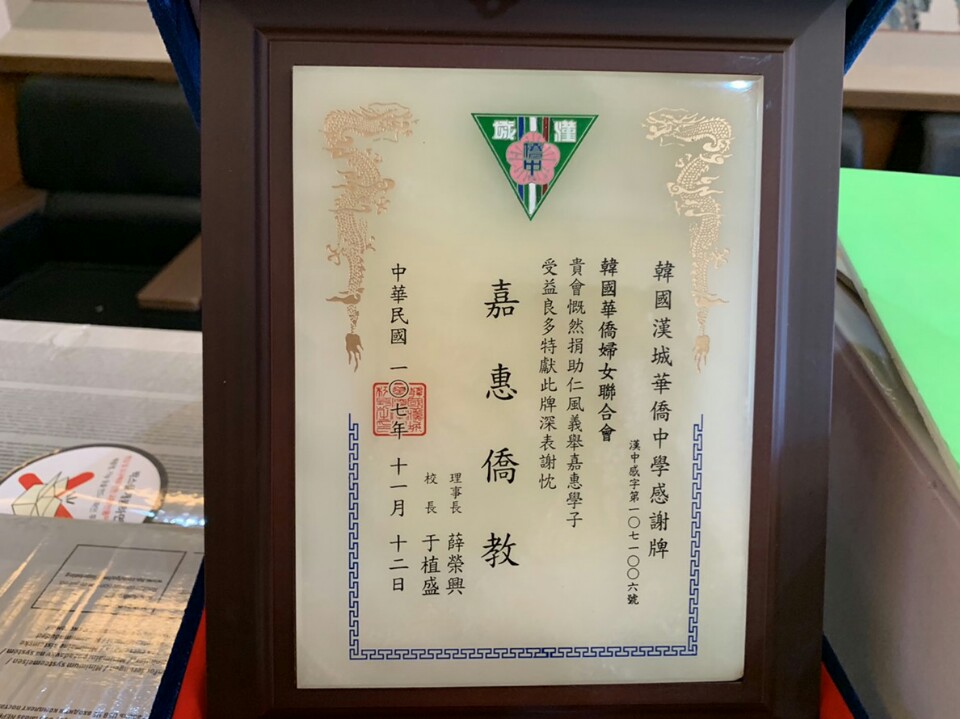 漢城
僑中
韓國漢城華僑中學感謝牌
漢中感字第一〇七一〇〇六號
韓國華僑婦女聯合會
貴會慨然捐助仁風義舉嘉惠學子
受益良多特獻此牌深表謝忱
嘉惠僑教
理事長 薛榮興
校長 于植盛
中華民國一〇七年十一月十二日